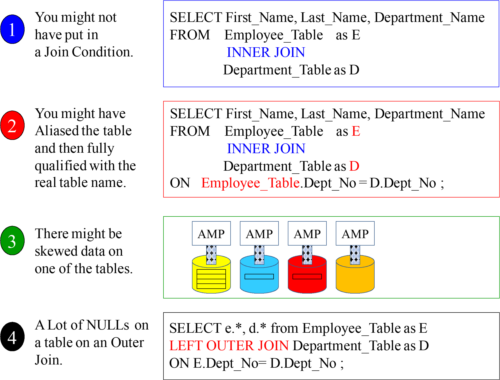 1
You might not
have put in
a Join Condition.
SELECT First_Name, Last_Name, Department_Name
FROM Employee_Table as E
INNER JOIN
Department_Table as D
2
You might have
Aliased the table
and then fully
qualified with the
real table name.
SELECT First_Name, Last_Name, Department_Name
FROM Employee_Table as E
INNER JOIN
Department_Table as D
ON Employee_Table.Dept_No = D.Dept_No ;
3
There might be
skewed data on
one of the tables.
AMP AMP AMP AMP
4
A Lot of NULLs on
a table on an Outer
Join.
SELECT e.*, d.* from Employee_Table as E
LEFT OUTER JOIN Department_Table as D
ON E.Dept_No= D.Dept_No ;